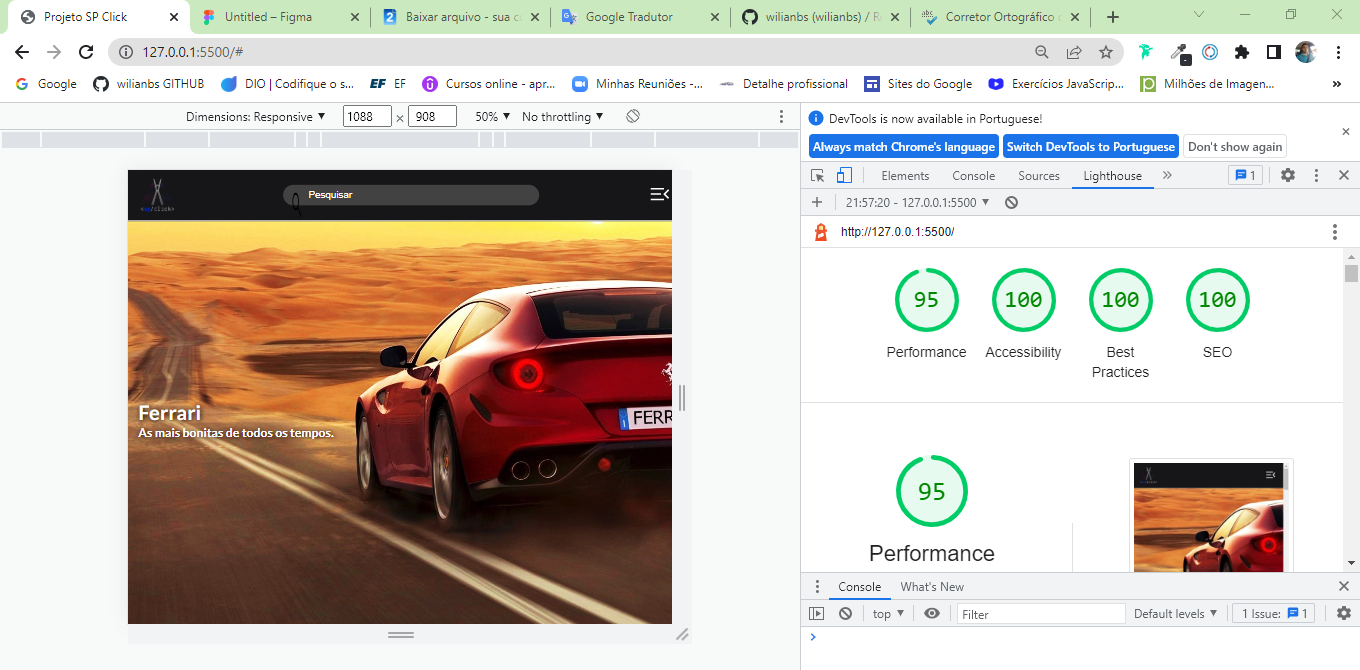 Projeto SP Click
Untitled – Figma
Baixar arquivo - sua c
Google Tradutor
wilianbs (wilianbs) / R
Corretor Ortográfico
127.0.0.1:5500/#
Google
wilianbs GITHUB
DIO | Codifique o s...
EF EF
Cursos online - apr...
Minhas Reuniões -...
Detalhe profissional
Sites do Google
Exercícios JavaScrip...
Milhões de Imagen...
»
Dimensions: Responsive ▼ 1088 × 908 50% ▼ No throttling ▼
Pesquisar
Ferrari
As mais bonitas de todos os tempos.
FERR
DevTools is now available in Portuguese!
Always match Chrome's language
Switch DevTools to Portuguese
Don't show again
Elements Console Sources Lighthouse » 1
21:57:20 - 127.0.0.1:5500 ▼
http://127.0.0.1:5500/
95 100 100 100
Performance Accessibility Best Practices SEO
95
Performance
Console What's New
top ▼ Filter Default levels ▼ 1 Issue: 1